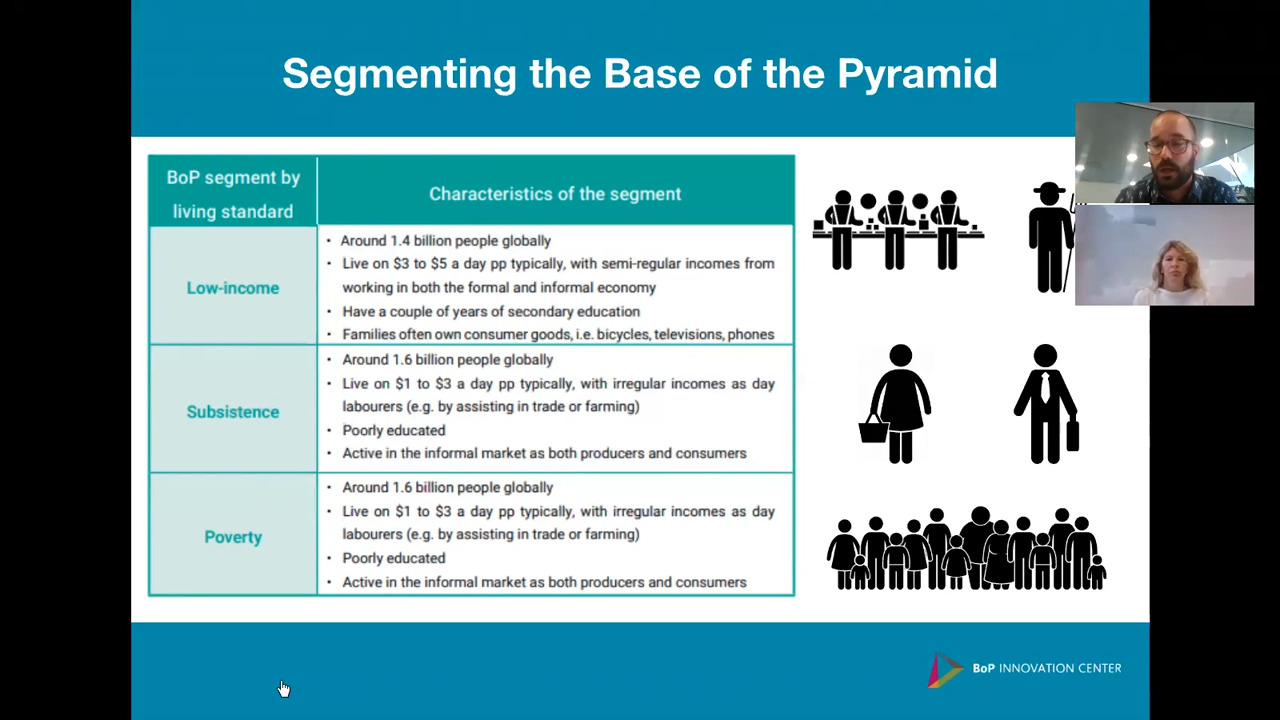 Segmenting the Base of the Pyramid
BoP segment by
living standard
Characteristics of the segment
Low-income
• Around 1.4 billion people globally
• Live on $3 to $5 a day pp typically, with semi-regular incomes from
working in both the formal and informal economy
• Have a couple of years of secondary education
• Families often own consumer goods, i.e. bicycles, televisions, phones
Subsistence
• Around 1.6 billion people globally
• Live on $1 to $3 a day pp typically, with irregular incomes as day
labourers (e.g. by assisting in trade or farming)
• Poorly educated
• Active in the informal market as both producers and consumers
Poverty
• Around 1.6 billion people globally
• Live on $1 to $3 a day pp typically, with irregular incomes as day
labourers (e.g. by assisting in trade or farming)
• Poorly educated
• Active in the informal market as both producers and consumers
BoP INNOVATION CENTER